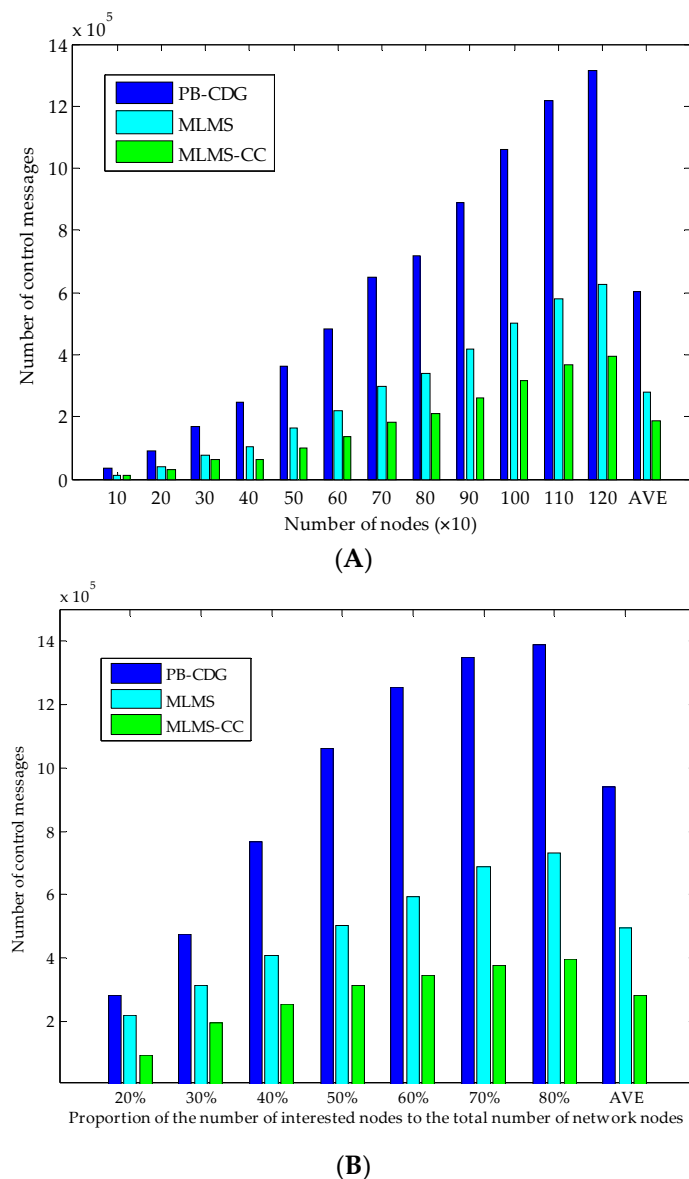 x 10^5
14
12
10
8
6
4
2
0
Number of control messages
PB-CDG
MLMS
MLMS-CC
10 20 30 40 50 60 70 80 90 100 110 120 AVE
Number of nodes (×10)
(A)
x 10^5
14
12
10
8
6
4
2
Number of control messages
PB-CDG
MLMS
MLMS-CC
20% 30% 40% 50% 60% 70% 80% AVE
Proportion of the number of interested nodes to the total number of network nodes
(B)